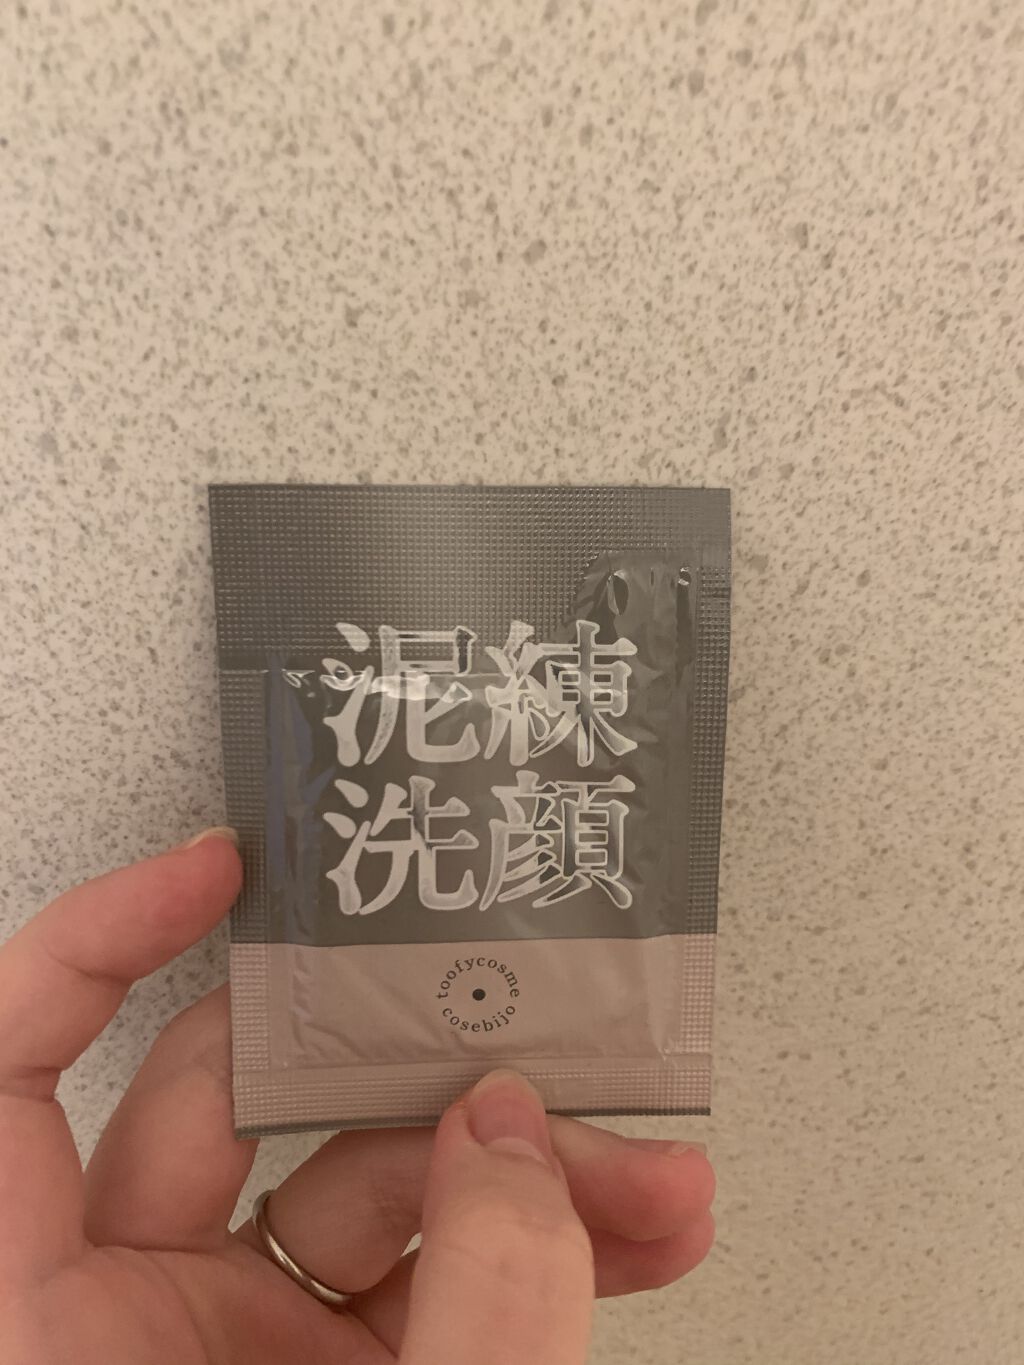 泥練
洗顔
toofycosme
cosebijo